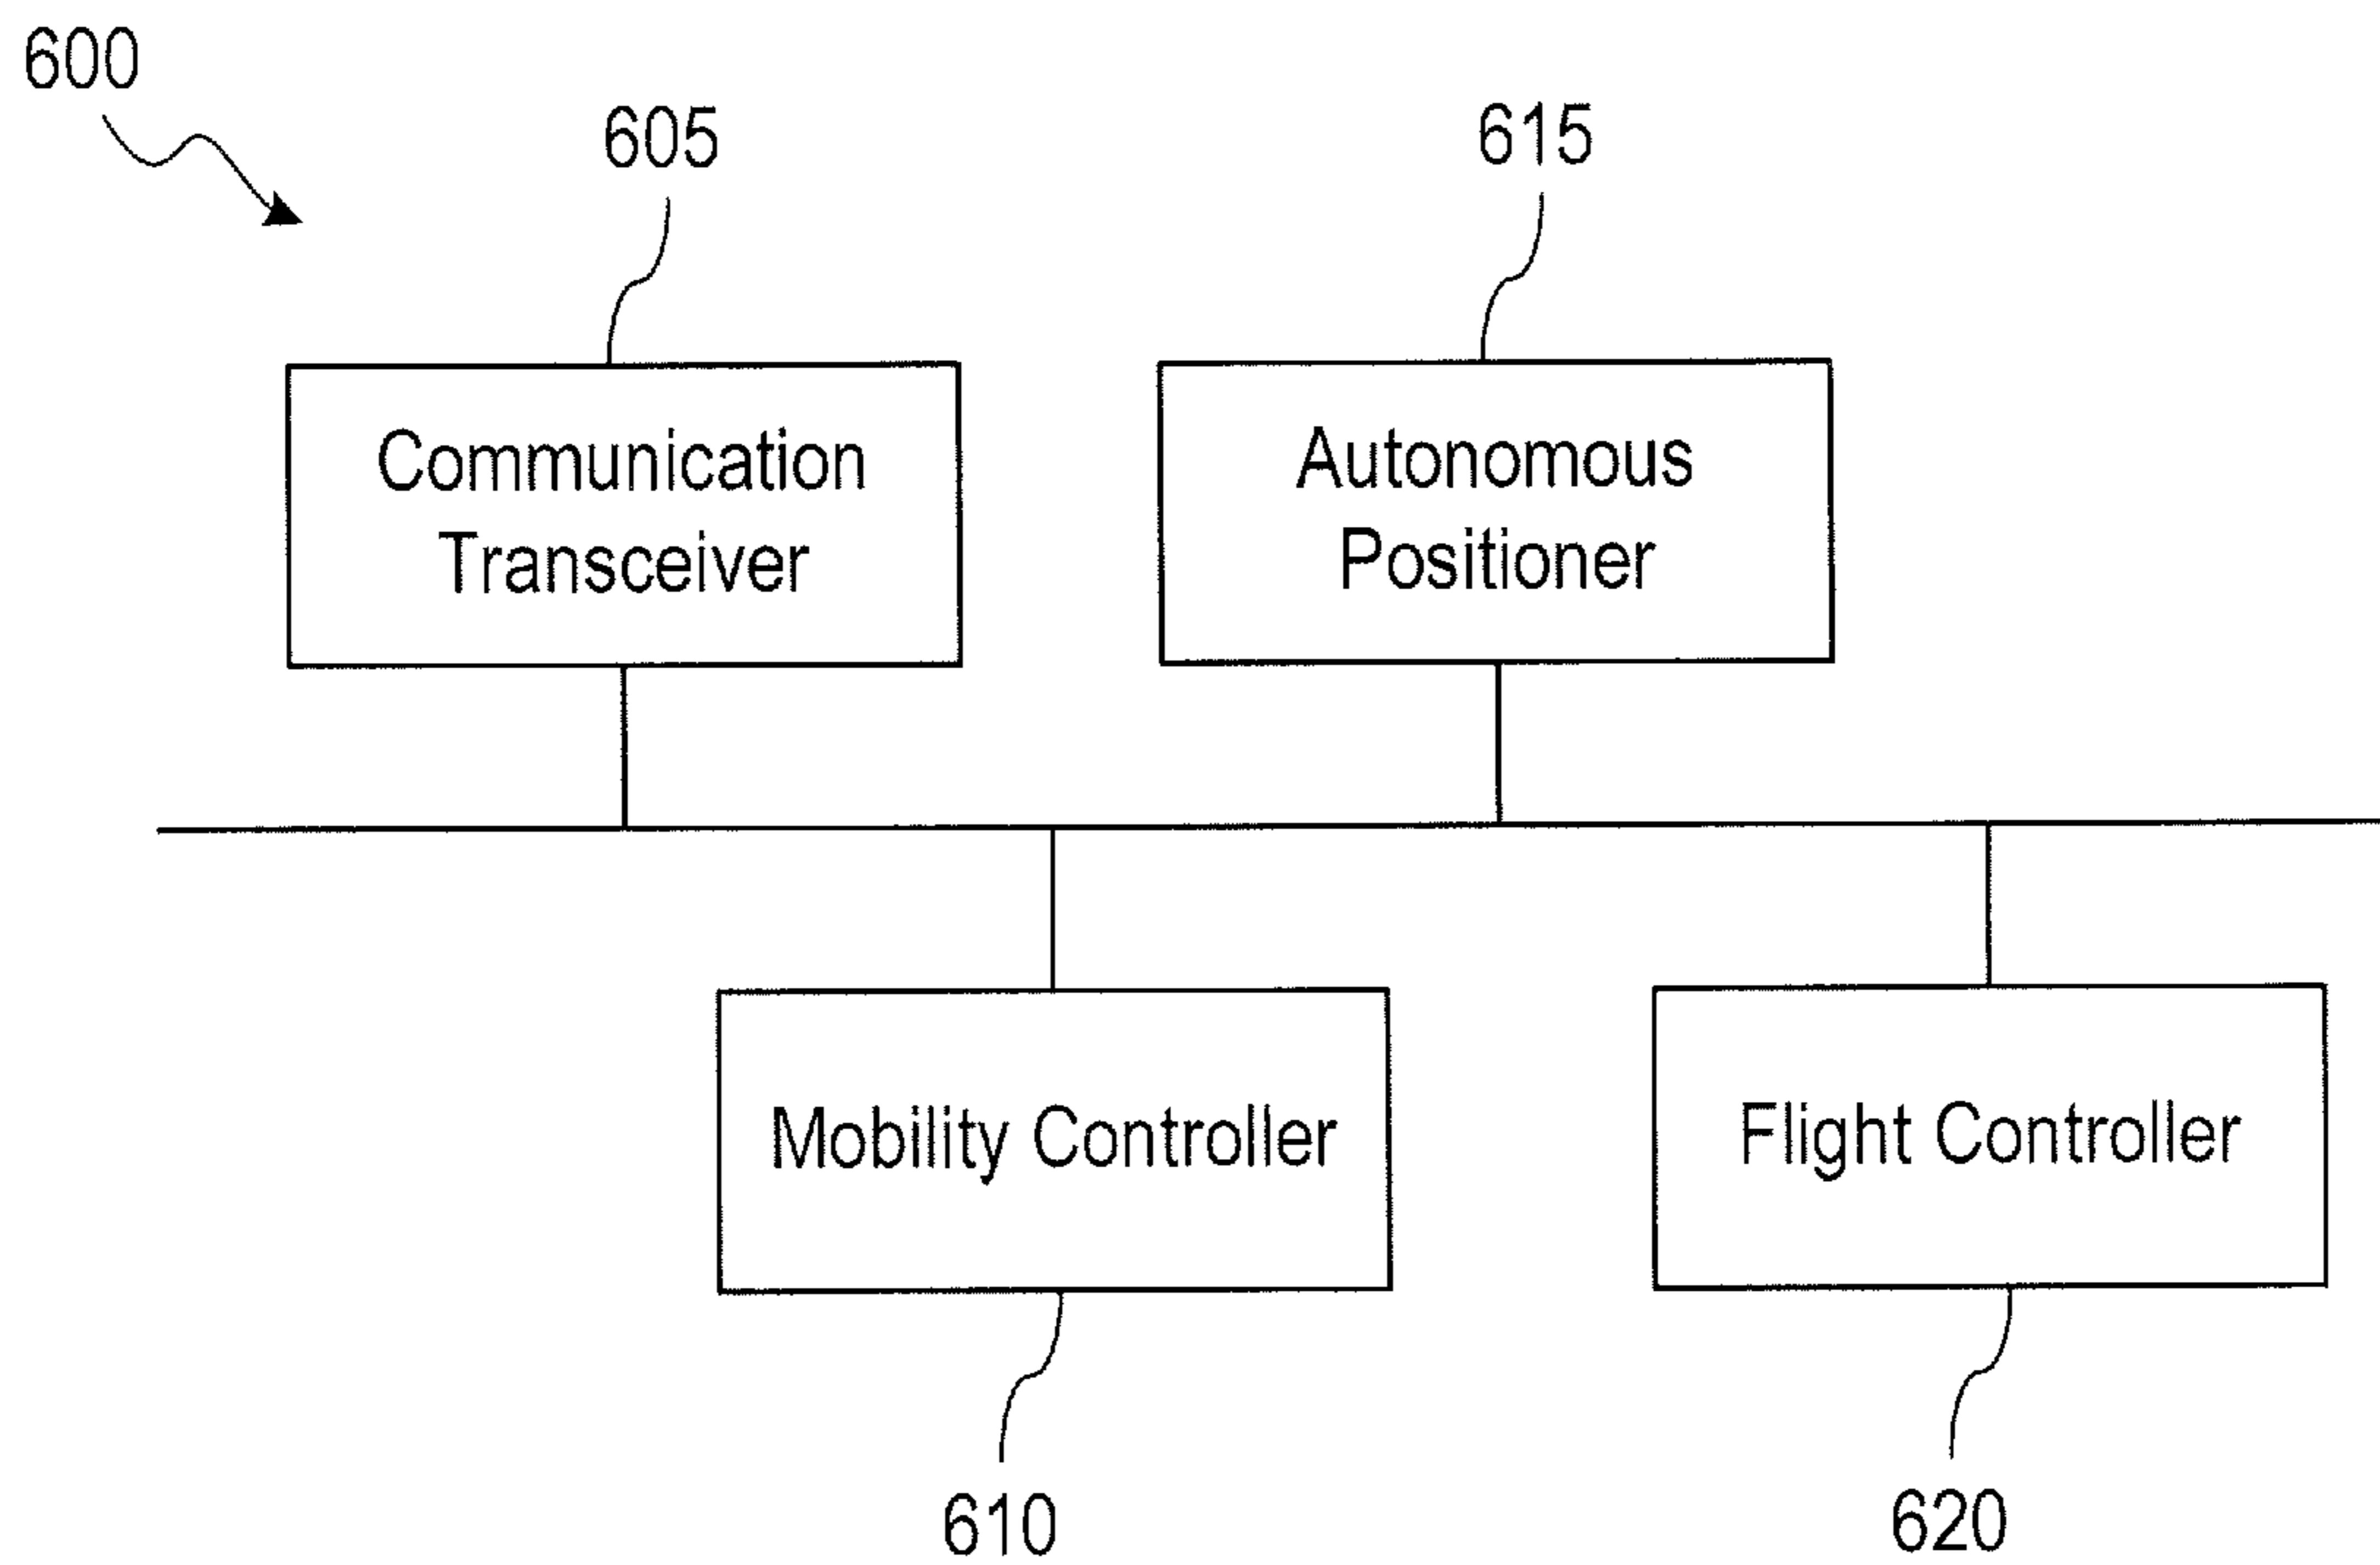 600
605
615
Communication
Transceiver
Autonomous
Positioner
Mobility Controller
Flight Controller
610
620